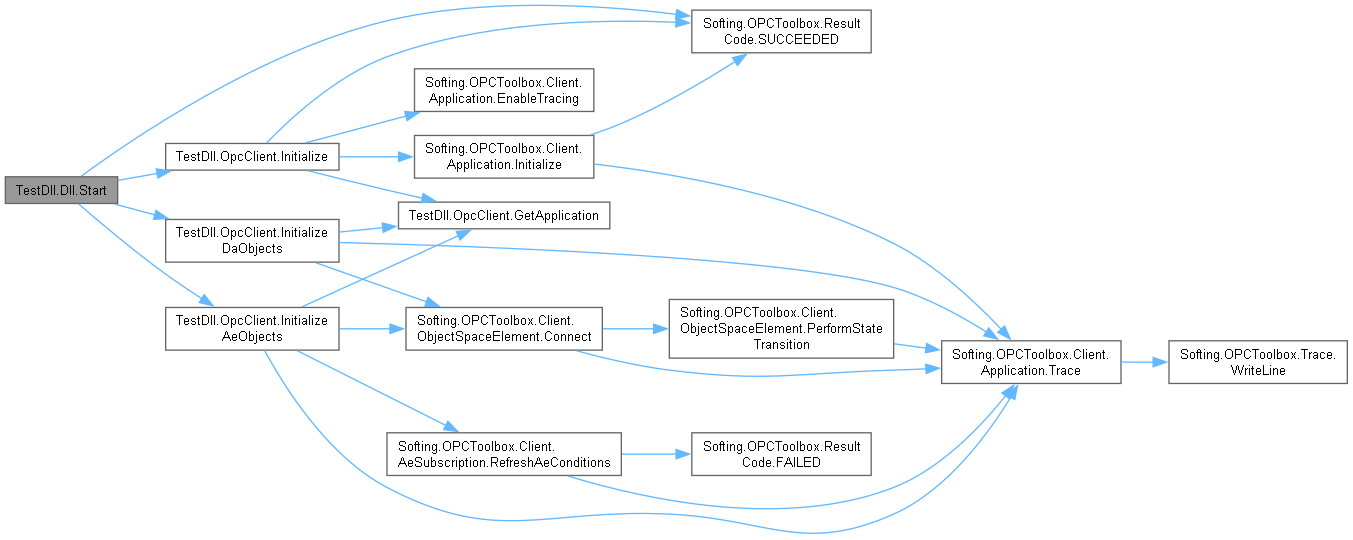 Softing.OPCToolbox.Result
Code.SUCCEEDED
Softing.OPCToolbox.Client.
Application.EnableTracing
TestDll.OpcClient.Initialize
Softing.OPCToolbox.Client.
Application.Initialize
TestDll.Dll.Start
TestDll.OpcClient.GetApplication
TestDll.OpcClient.Initialize
DaObjects
TestDll.OpcClient.Initialize
AeObjects
Softing.OPCToolbox.Client.
ObjectSpaceElement.Connect
Softing.OPCToolbox.Client.
ObjectSpaceElement.PerformState
Transition
Softing.OPCToolbox.Client.
Application.Trace
Softing.OPCToolbox.Trace.
WriteLine
Softing.OPCToolbox.Client.
AeSubscription.RefreshAeConditions
Softing.OPCToolbox.Result
Code.FAILED